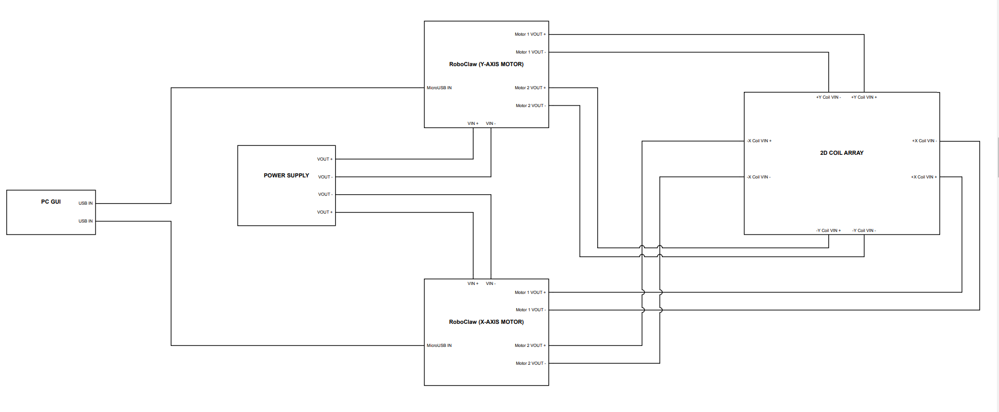 Motor 1 VOUT +
Motor 1 VOUT -
RoboClaw (Y-AXIS MOTOR)
MicroUSB IN
Motor 2 VOUT +
Motor 2 VOUT -
VIN +
VIN -
POWER SUPPLY
VOUT +
VOUT -
VOUT -
VOUT +
PC GUI
USB IN
USB IN
+Y Coil VIN -
+Y Coil VIN +
-X Coil VIN +
+X Coil VIN -
2D COIL ARRAY
-X Coil VIN -
+X Coil VIN +
-Y Coil VIN +
-Y Coil VIN -
VIN +
VIN -
Motor 1 VOUT +
Motor 1 VOUT -
RoboClaw (X-AXIS MOTOR)
MicroUSB IN
Motor 2 VOUT +
Motor 2 VOUT -